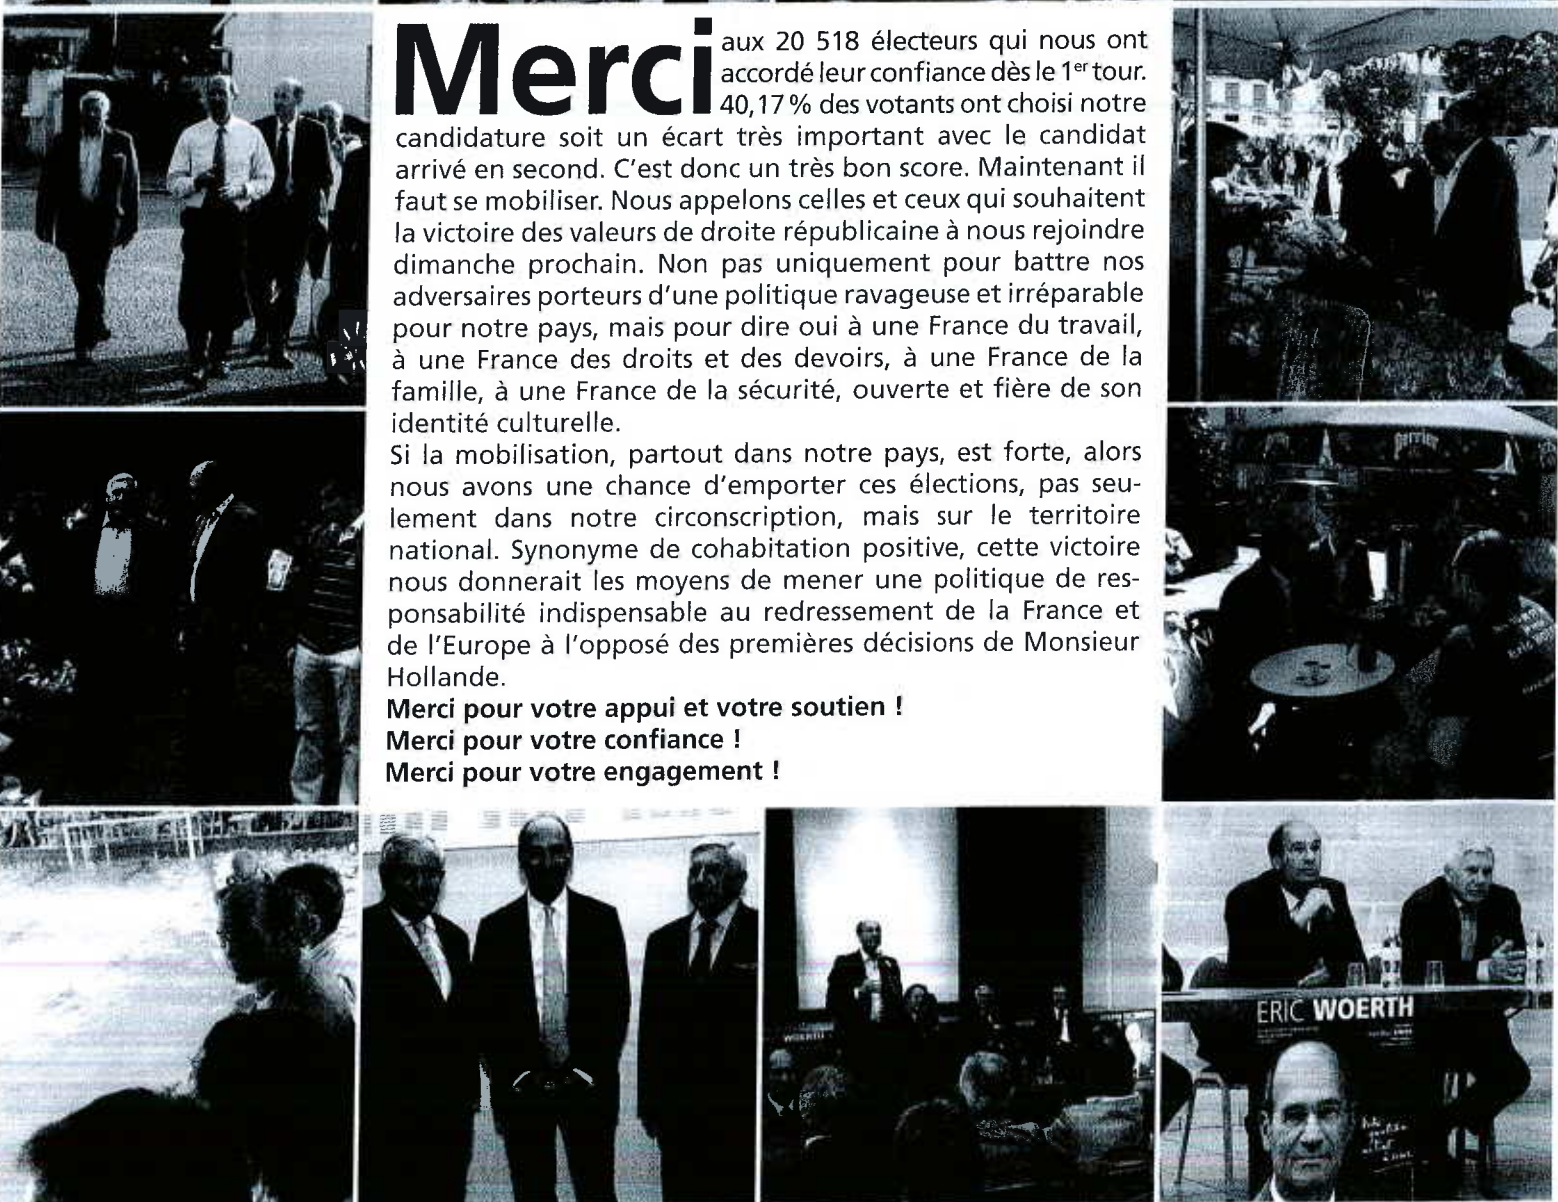 Merci aux 20 518 électeurs qui nous ont
accordé leur confiance dès le 1er tour.
40,17 % des votants ont choisi notre
candidature soit un écart très important avec le candidat
arrivé en second. C'est donc un très bon score. Maintenant il
faut se mobiliser. Nous appelons celles et ceux qui souhaitent
la victoire des valeurs de droite républicaine à nous rejoindre
dimanche prochain. Non pas uniquement pour battre nos
adversaires porteurs d'une politique ravageuse et irréparable
pour notre pays, mais pour dire oui à une France du travail,
à une France des droits et des devoirs, à une France de la
famille, à une France de la sécurité, ouverte et fière de son
identité culturelle.
Si la mobilisation, partout dans notre pays, est forte, alors
nous avons une chance d'emporter ces élections, pas seu-
lement dans notre circonscription, mais sur le territoire
national. Synonyme de cohabitation positive, cette victoire
nous donnerait les moyens de mener une politique de res-
ponsabilité indispensable au redressement de la France et
de l'Europe à l'opposé des premières décisions de Monsieur
Hollande.
Merci pour votre appui et votre soutien !
Merci pour votre confiance !
Merci pour votre engagement !
perrier
WOERTH
ERIC WOERTH